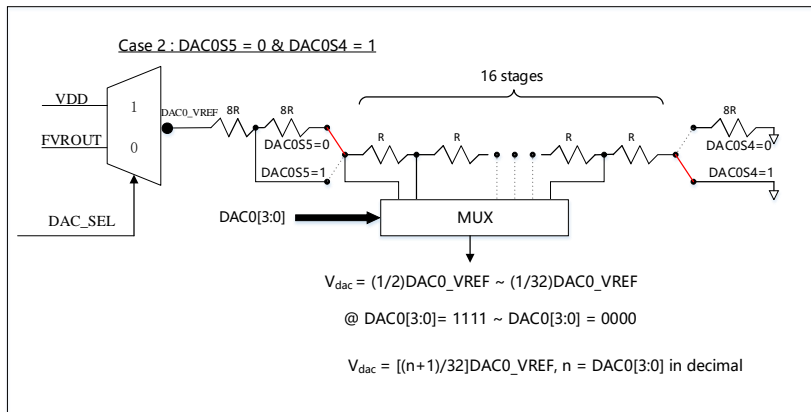 Case 2 : DAC0S5 = 0 & DAC0S4 = 1
16 stages
VDD
1
DAC0_VREF
8R
8R
8R
FVROUT
0
DAC0S5=0
R
R
R
R
DAC0S4=0
DAC0S5=1
DAC0S4=1
DAC_SEL
DAC0[3:0]
MUX
Vdac = (1/2)DAC0_VREF ~ (1/32)DAC0_VREF
@ DAC0[3:0]= 1111 ~ DAC0[3:0] = 0000
Vdac = [(n+1)/32]DAC0_VREF, n = DAC0[3:0] in decimal